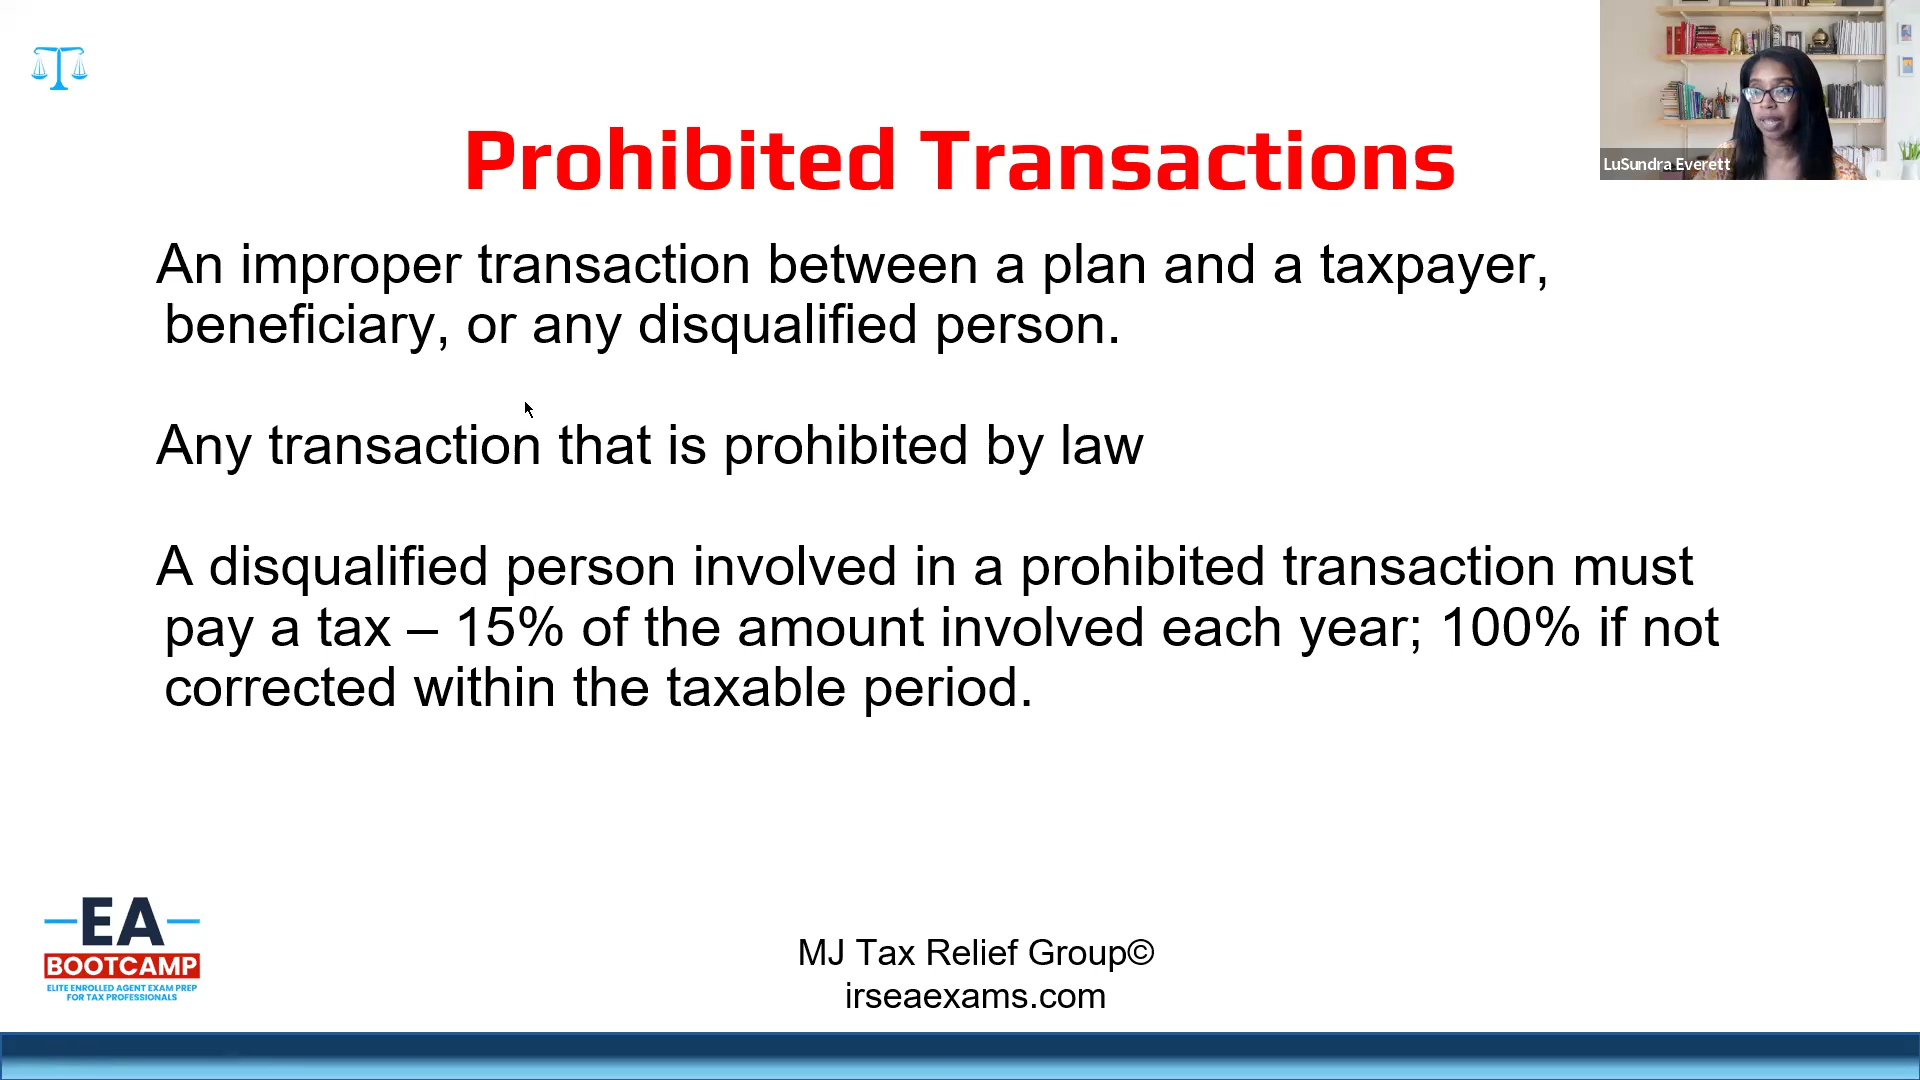 Prohibited Transactions
LuSundra Everett
An improper transaction between a plan and a taxpayer,
beneficiary, or any disqualified person.
Any transaction that is prohibited by law
A disqualified person involved in a prohibited transaction must
pay a tax – 15% of the amount involved each year; 100% if not
corrected within the taxable period.
EA
BOOTCAMP
ELITE ENROLLED AGENT EXAM PREP
FOR TAX PROFESSIONALS
MJ Tax Relief Group©
irseaexams.com